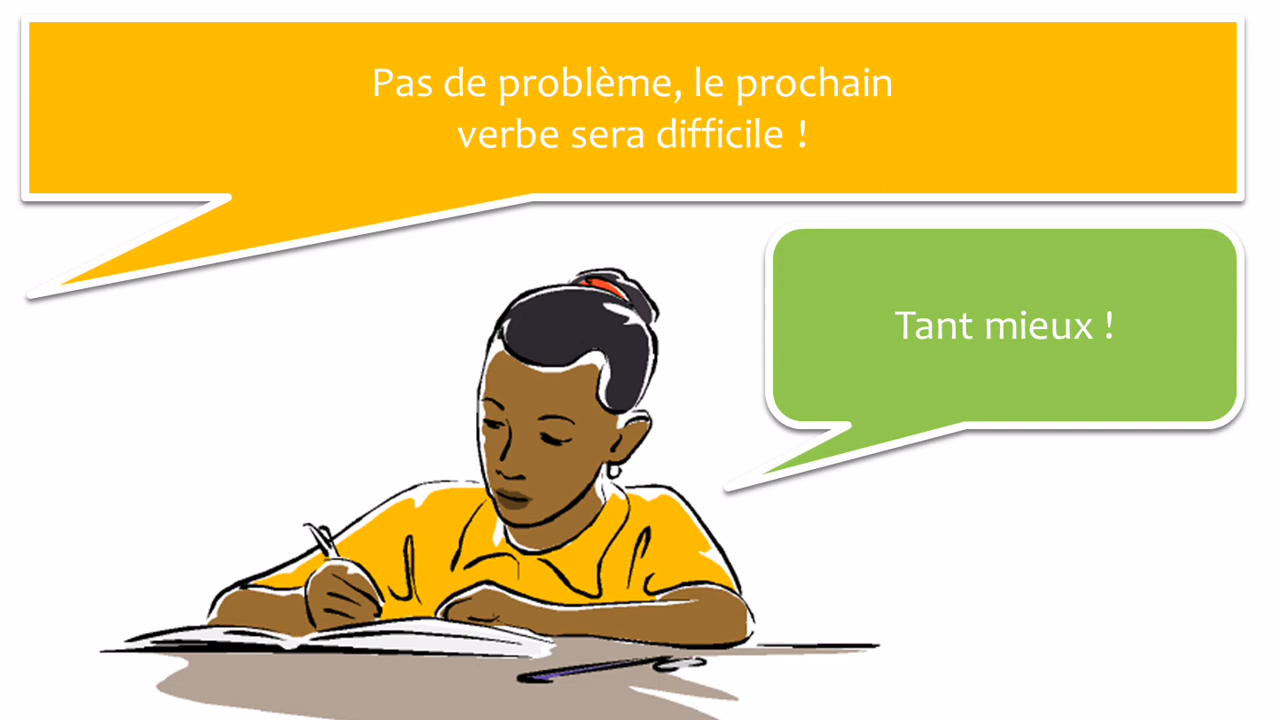 Pas de problème, le prochain
verbe sera difficile !
Tant mieux !